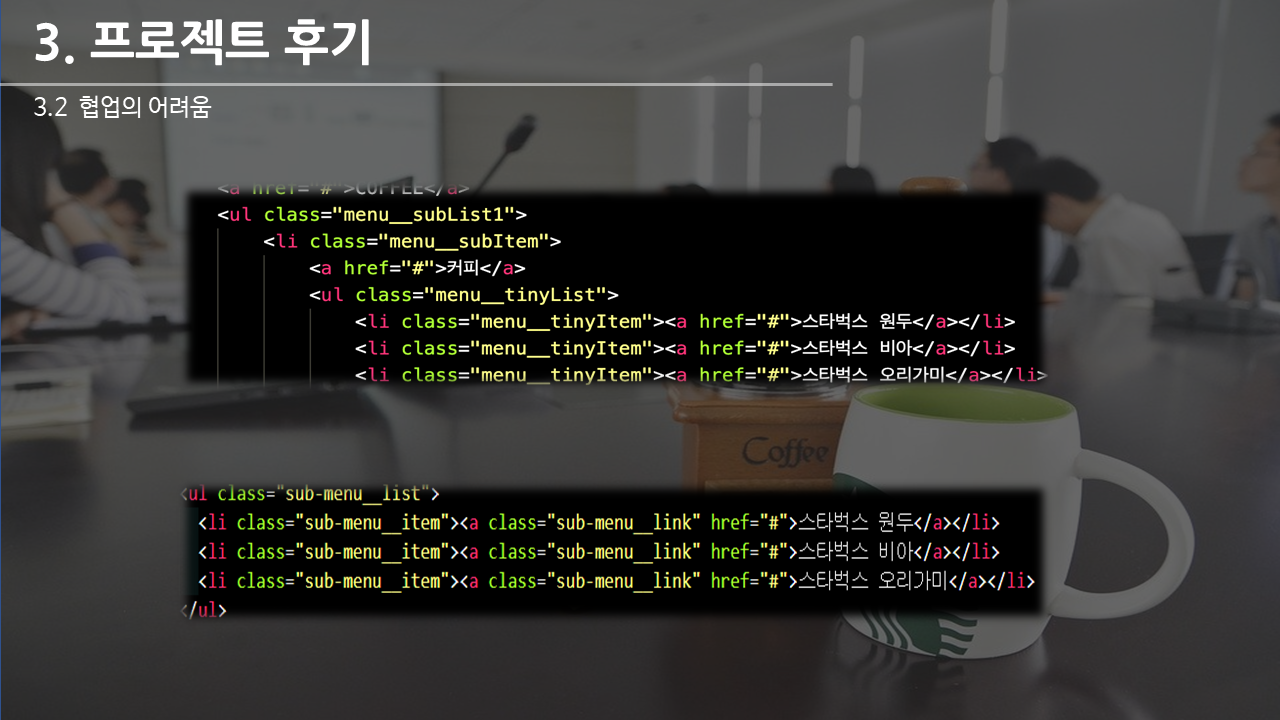 3. 프로젝트 후기
3.2 협업의 어려움
<a href="#">COFFEE</a>
<ul class="menu__subList1">
<li class="menu__subItem">
<a href="#">커피</a>
<ul class="menu__tinyList">
<li class="menu__tinyItem"><a href="#">스타벅스 원두</a></li>
<li class="menu__tinyItem"><a href="#">스타벅스 비아</a></li>
<li class="menu__tinyItem"><a href="#">스타벅스 오리가미</a></li>
Coffee
<ul class="sub-menu__list">
<li class="sub-menu__item"><a class="sub-menu__link" href="#">스타벅스 원두</a></li>
<li class="sub-menu__item"><a class="sub-menu__link" href="#">스타벅스 비아</a></li>
<li class="sub-menu__item"><a class="sub-menu__link" href="#">스타벅스 오리가미</a></li>
</ul>